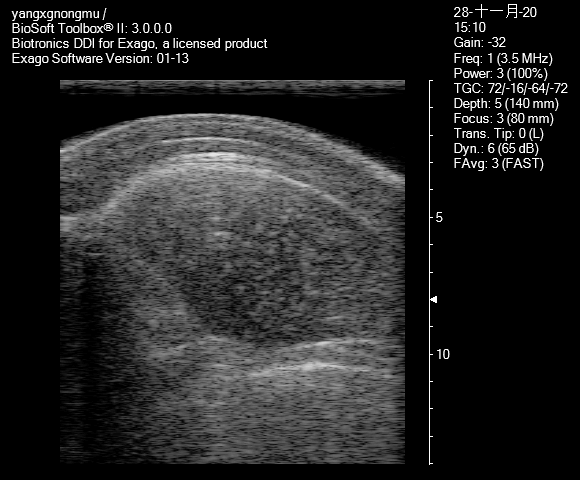 yangxgnongmu /
BioSoft Toolbox® II: 3.0.0.0
Biotronics DDI for Exago, a licensed product
Exago Software Version: 01-13
28-十一月-20
15:10
Gain: -32
Freq: 1 (3.5 MHz)
Power: 3 (100%)
TGC: 72/-16/-64/-72
Depth: 5 (140 mm)
Focus: 3 (80 mm)
Trans. Tip: 0 (L)
Dyn.: 6 (65 dB)
FAvg: 3 (FAST)
5
10